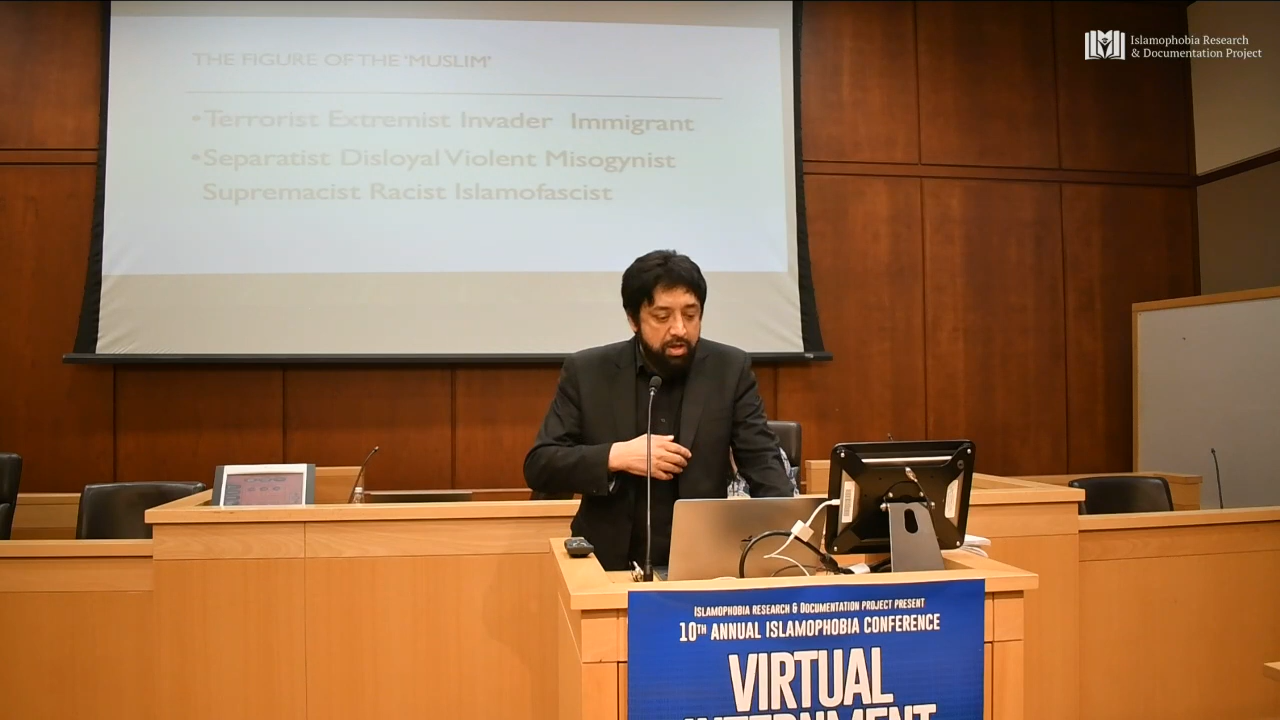 Islamophobia Research
& Documentation Project
THE FIGURE OF THE 'MUSLIM'
•Terrorist Extremist Invader Immigrant
•Separatist Disloyal Violent Misogynist
Supremacist Racist Islamofascist
ISLAMOPHOBIA RESEARCH & DOCUMENTATION PROJECT PRESENT
10TH ANNUAL ISLAMOPHOBIA CONFERENCE
VIRTUAL